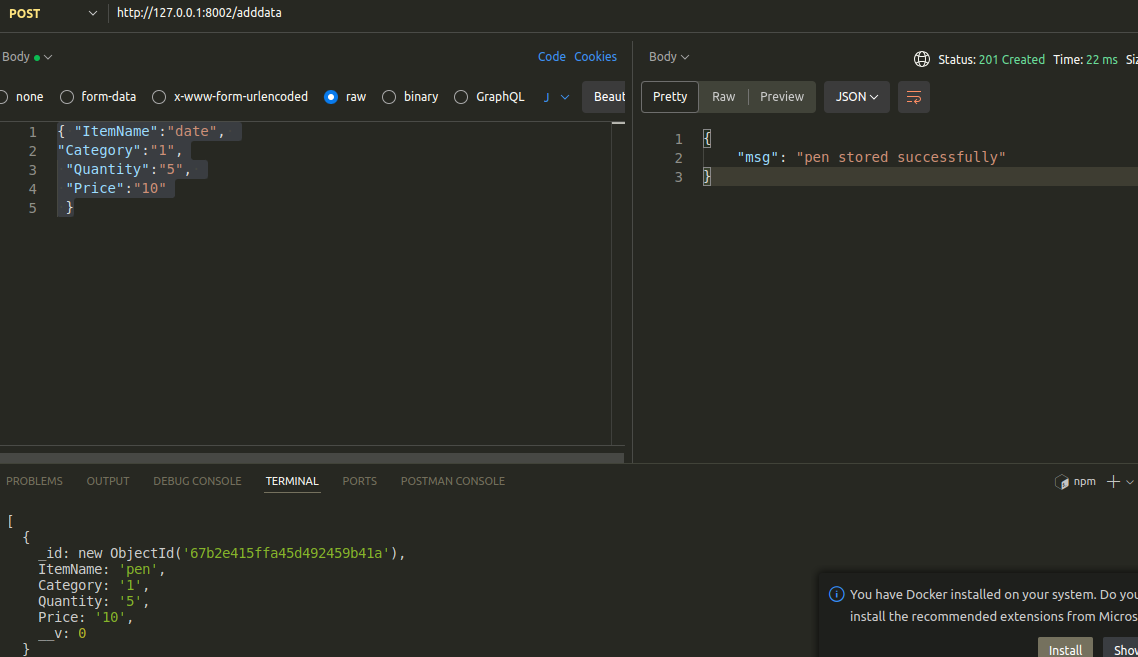 POST http://127.0.0.1:8002/adddata
Body Code Cookies
none form-data x-www-form-urlencoded raw binary GraphQL J Beaut
1 { "ItemName":"date",
2 "Category":"1",
3 "Quantity":"5",
4 "Price":"10"
5 }
Body Status: 201 Created Time: 22 ms Siz
Pretty Raw Preview JSON
1 {
2 "msg": "pen stored successfully"
3 }
PROBLEMS OUTPUT DEBUG CONSOLE TERMINAL PORTS POSTMAN CONSOLE npm
[
{
_id: new ObjectId('67b2e415ffa45d492459b41a'),
ItemName: 'pen',
Category: '1',
Quantity: '5',
Price: '10',
__v: 0
}
You have Docker installed on your system. Do you
install the recommended extensions from Micros
Install Show